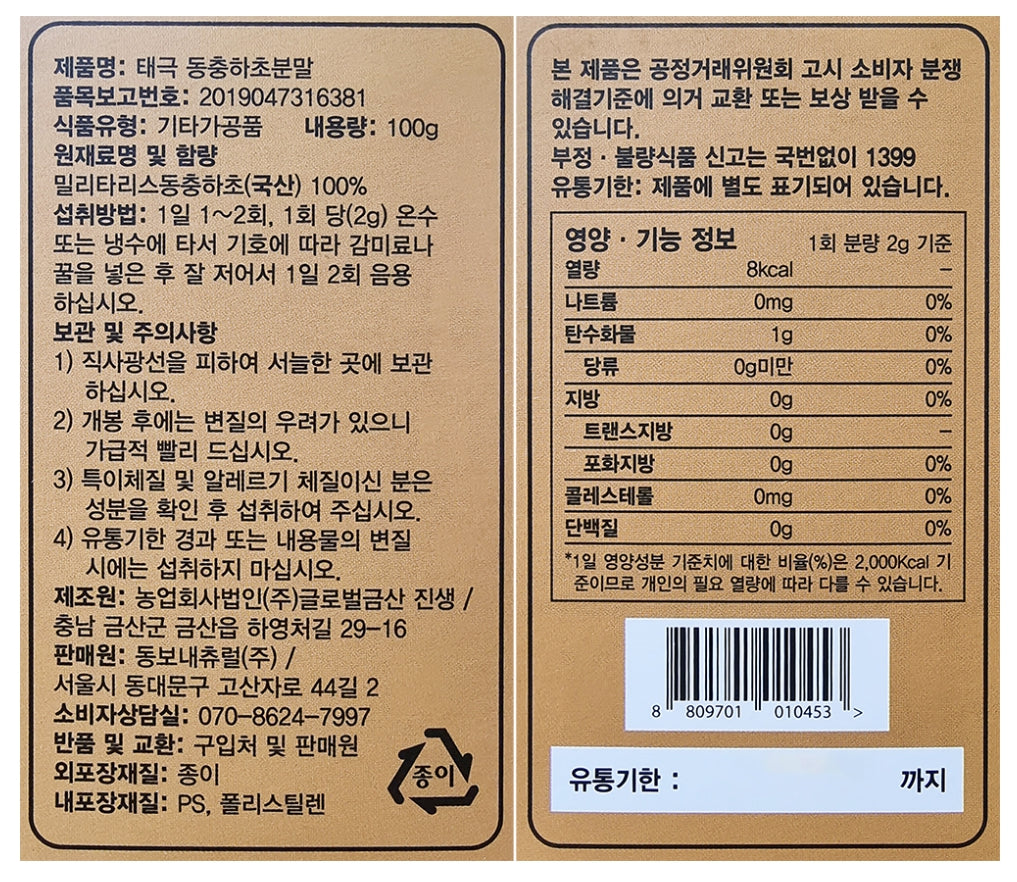 제품명: 태극 동충하초분말
품목보고번호: 2019047316381
식품유형: 기타가공품 내용량: 100g
원재료명 및 함량
밀리타리스동충하초(국산) 100%
섭취방법: 1일 1~2회, 1회 당(2g) 온수
또는 냉수에 타서 기호에 따라 감미료나
꿀을 넣은 후 잘 저어서 1일 2회 음용
하십시오.
보관 및 주의사항
1) 직사광선을 피하여 서늘한 곳에 보관
하십시오.
2) 개봉 후에는 변질의 우려가 있으니
가급적 빨리 드십시오.
3) 특이체질 및 알레르기 체질이신 분은
성분을 확인 후 섭취하여 주십시오.
4) 유통기한 경과 또는 내용물의 변질
시에는 섭취하지 마십시오.
제조원: 농업회사법인(주)글로벌금산 진생 /
충남 금산군 금산읍 하영처길 29-16
판매원: 동보내츄럴(주) /
서울시 동대문구 고산자로 44길 2
소비자상담실: 070-8624-7997
반품 및 교환: 구입처 및 판매원
외포장재질: 종이
내포장재질: PS, 폴리스틸렌
종이
본 제품은 공정거래위원회 고시 소비자 분쟁
해결기준에 의거 교환 또는 보상 받을 수
있습니다.
부정 · 불량식품 신고는 국번없이 1399
유통기한: 제품에 별도 표기되어 있습니다.
영양 · 기능 정보 1회 분량 2g 기준
열량 8kcal –
나트륨 0mg 0%
탄수화물 1g 0%
당류 0g미만 0%
지방 0g 0%
트랜스지방 0g –
포화지방 0g 0%
콜레스테롤 0mg 0%
단백질 0g 0%
*1일 영양성분 기준치에 대한 비율(%)은 2,000Kcal 기
준이므로 개인의 필요 열량에 따라 다를 수 있습니다.
8 809701 010453 >
유통기한 : 까지